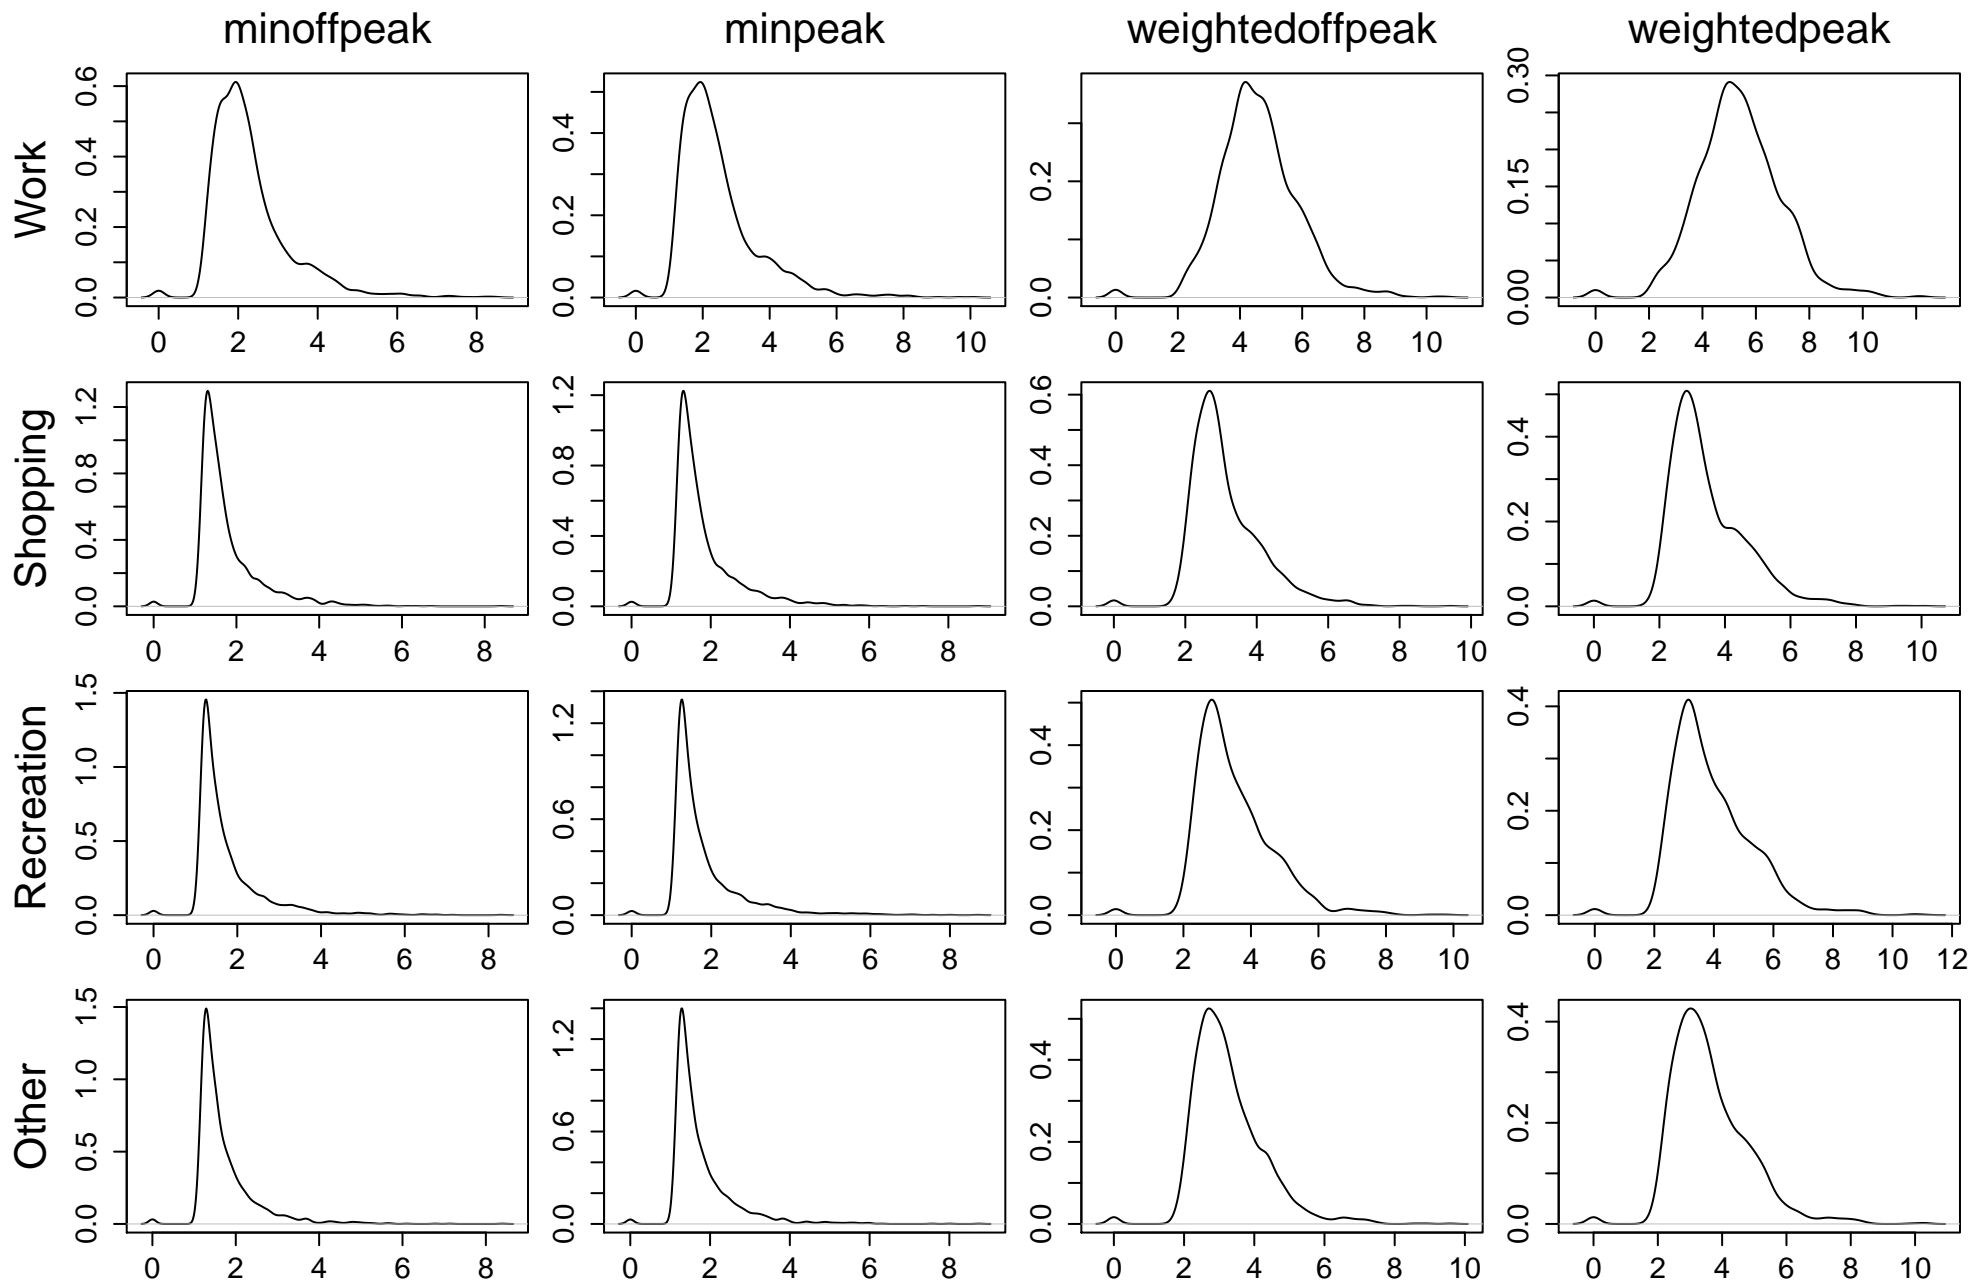 minoffpeak minpeak weightedoffpeak weightedpeak
Work
0.0 0.2 0.4 0.6
0 2 4 6 8
0.0 0.2 0.4
0 2 4 6 8 10
0.0 0.2
0 2 4 6 8 10
0.00 0.15 0.30
0 2 4 6 8 10
Shopping
0.0 0.4 0.8 1.2
0 2 4 6 8
0.0 0.4 0.8 1.2
0 2 4 6 8
0.0 0.2 0.4 0.6
0 2 4 6 8 10
0.0 0.2 0.4
0 2 4 6 8 10
Recreation
0.0 0.5 1.0 1.5
0 2 4 6 8
0.0 0.6 1.2
0 2 4 6 8
0.0 0.2 0.4
0 2 4 6 8 10
0.0 0.2 0.4
0 2 4 6 8 10 12
Other
0.0 0.5 1.0 1.5
0 2 4 6 8
0.0 0.6 1.2
0 2 4 6 8
0.0 0.2 0.4
0 2 4 6 8 10
0.0 0.2 0.4
0 2 4 6 8 10